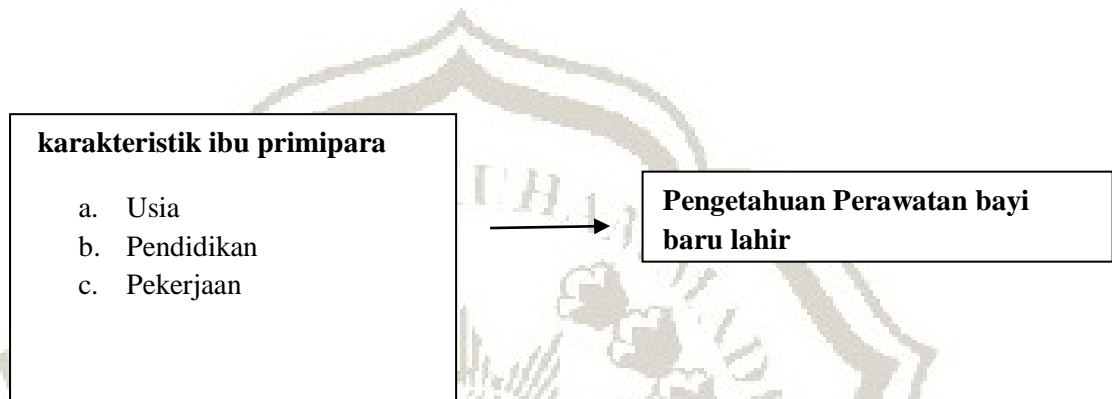 karakteristik ibu primipara
a. Usia
b. Pendidikan
c. Pekerjaan
Pengetahuan Perawatan bayi
baru lahir